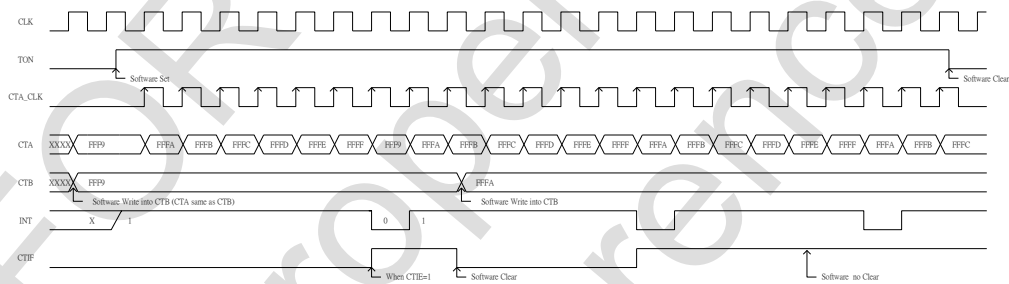 CLK
TON
Software Set
Software Clear
CTA_CLK
CTA XXXX FFF9 FFFA FFFB FFFC FFFD FFFE FFFF FFF9 FFFA FFFB FFFC FFFD FFFE FFFF FFFA FFFB FFFC FFFD FFFE FFFF FFFA FFFB FFFC
CTB XXXX FFF9 FFFA
Software Write into CTB (CTA same as CTB) Software Write into CTB
INT X 1 0 1
CTIF
When CTIE=1 Software Clear Software no Clear